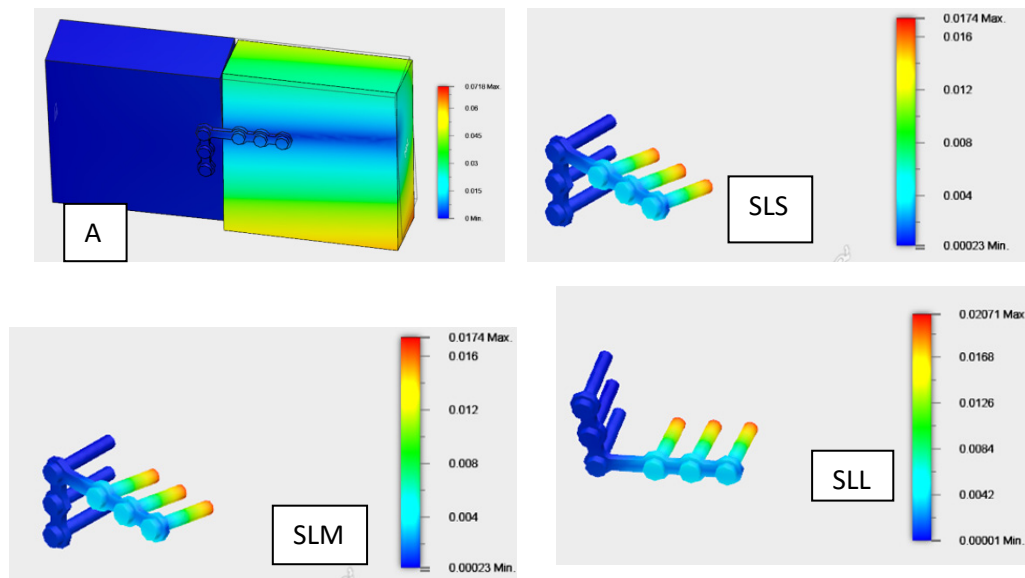 0.0716 Max.
0.06
0.045
0.03
0.015
0 Min.
A
0.0174 Max.
0.016
0.012
0.008
0.004
0.00023 Min.
SLS
0.0174 Max.
0.016
0.012
0.008
0.004
0.00023 Min.
SLM
0.02071 Max.
0.0168
0.0126
0.0084
0.0042
0.00001 Min.
SLL